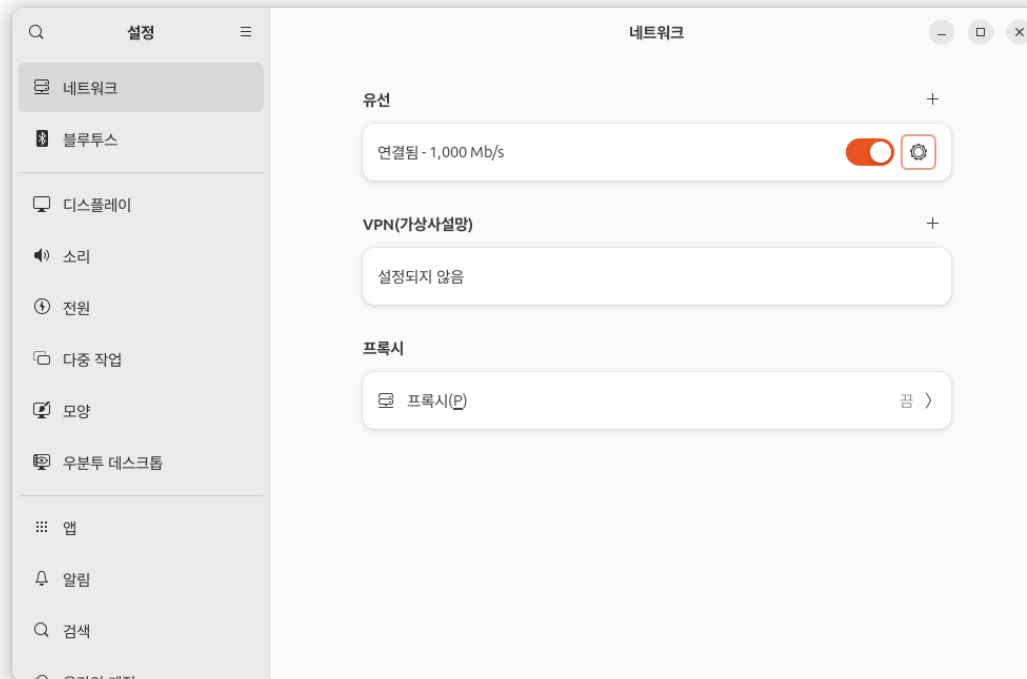 설정
네트워크
블루투스
디스플레이
소리
전원
다중 작업
모양
우분투 데스크톱
앱
알림
검색
네트워크
유선
연결됨 - 1,000 Mb/s
VPN(가상사설망)
설정되지 않음
프록시
프록시(P)
끔